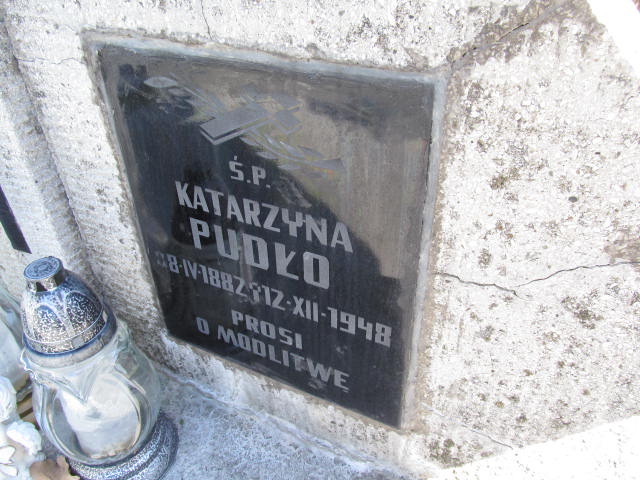 Ś.P.
KATARZYNA
PUDŁO
*8·IV·1882 †12·XII·1948
PROSI
O MODLITWĘ